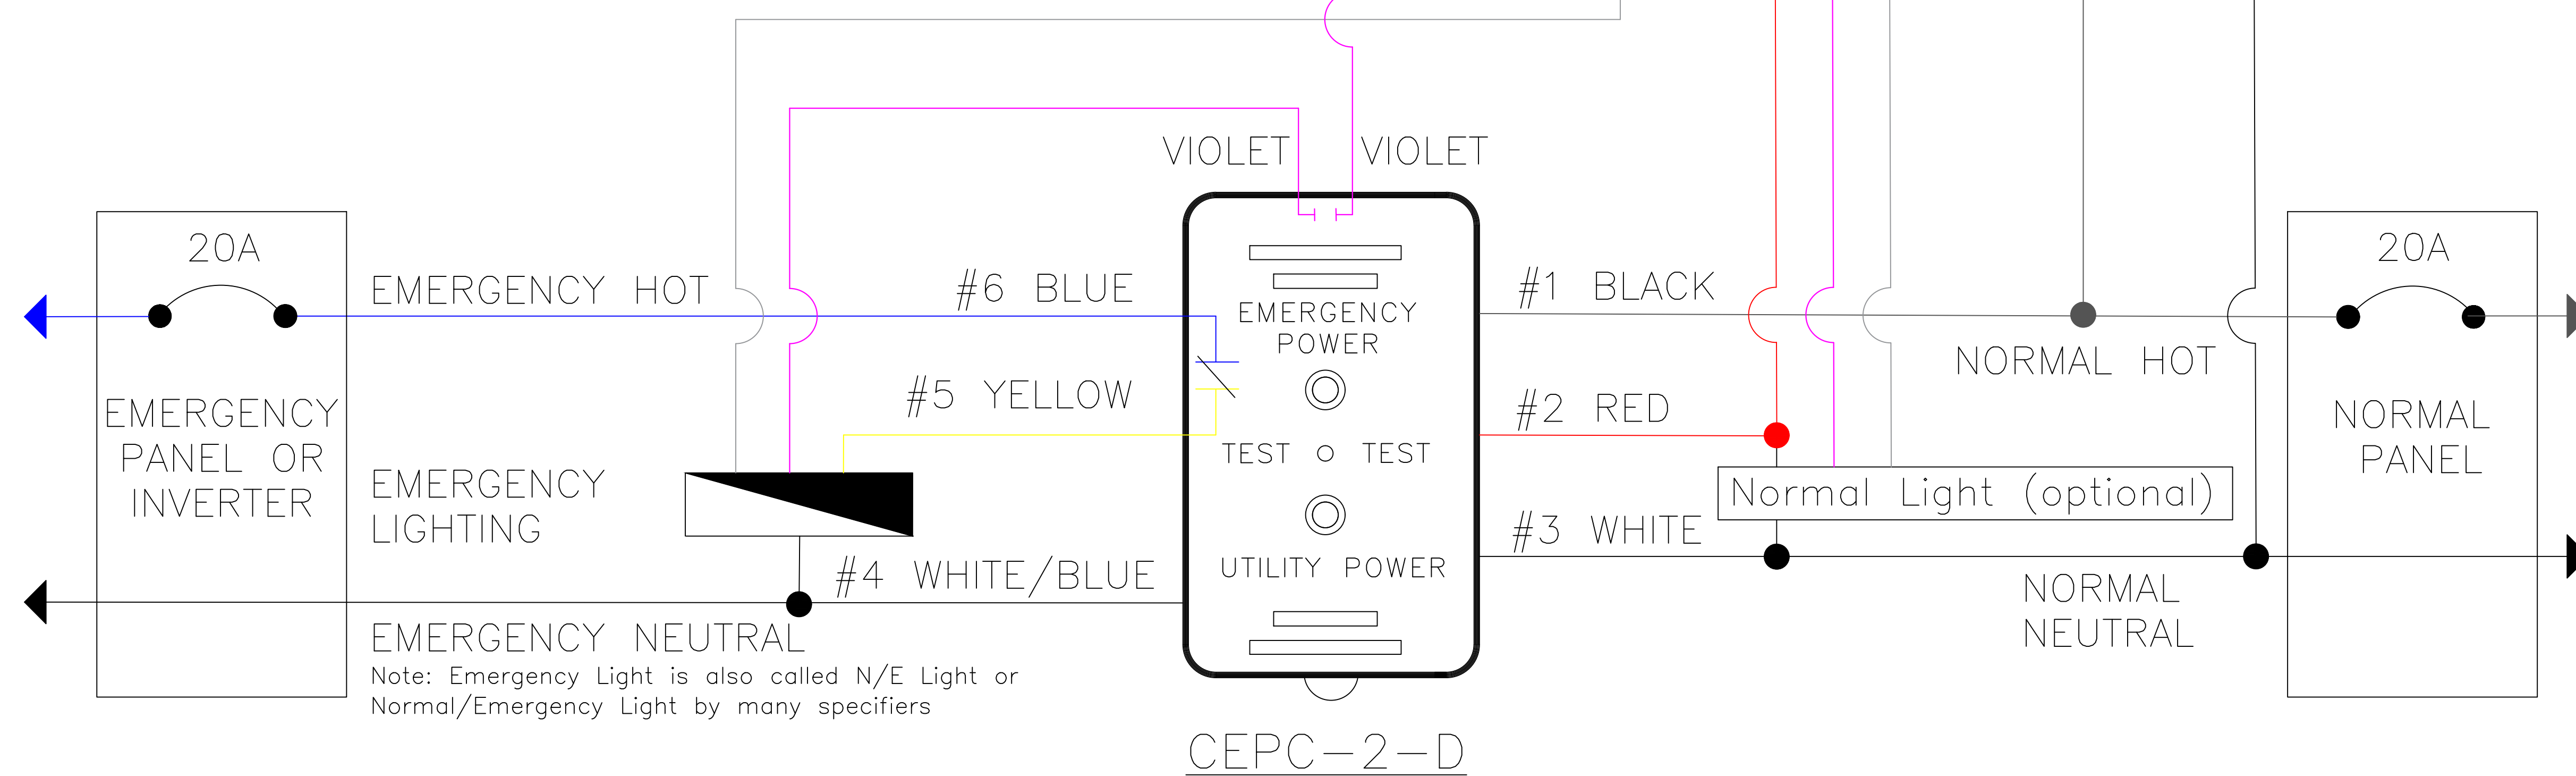 VIOLET VIOLET
20A
EMERGENCY HOT
#6 BLUE
EMERGENCY
POWER
#1 BLACK
20A
NORMAL HOT
#5 YELLOW
#2 RED
EMERGENCY
PANEL OR
INVERTER
NORMAL
PANEL
TEST TEST
EMERGENCY
LIGHTING
Normal Light (optional)
#3 WHITE
#4 WHITE/BLUE
UTILITY POWER
NORMAL
NEUTRAL
EMERGENCY NEUTRAL
Note: Emergency Light is also called N/E Light or
Normal/Emergency Light by many specifiers
CEPC-2-D